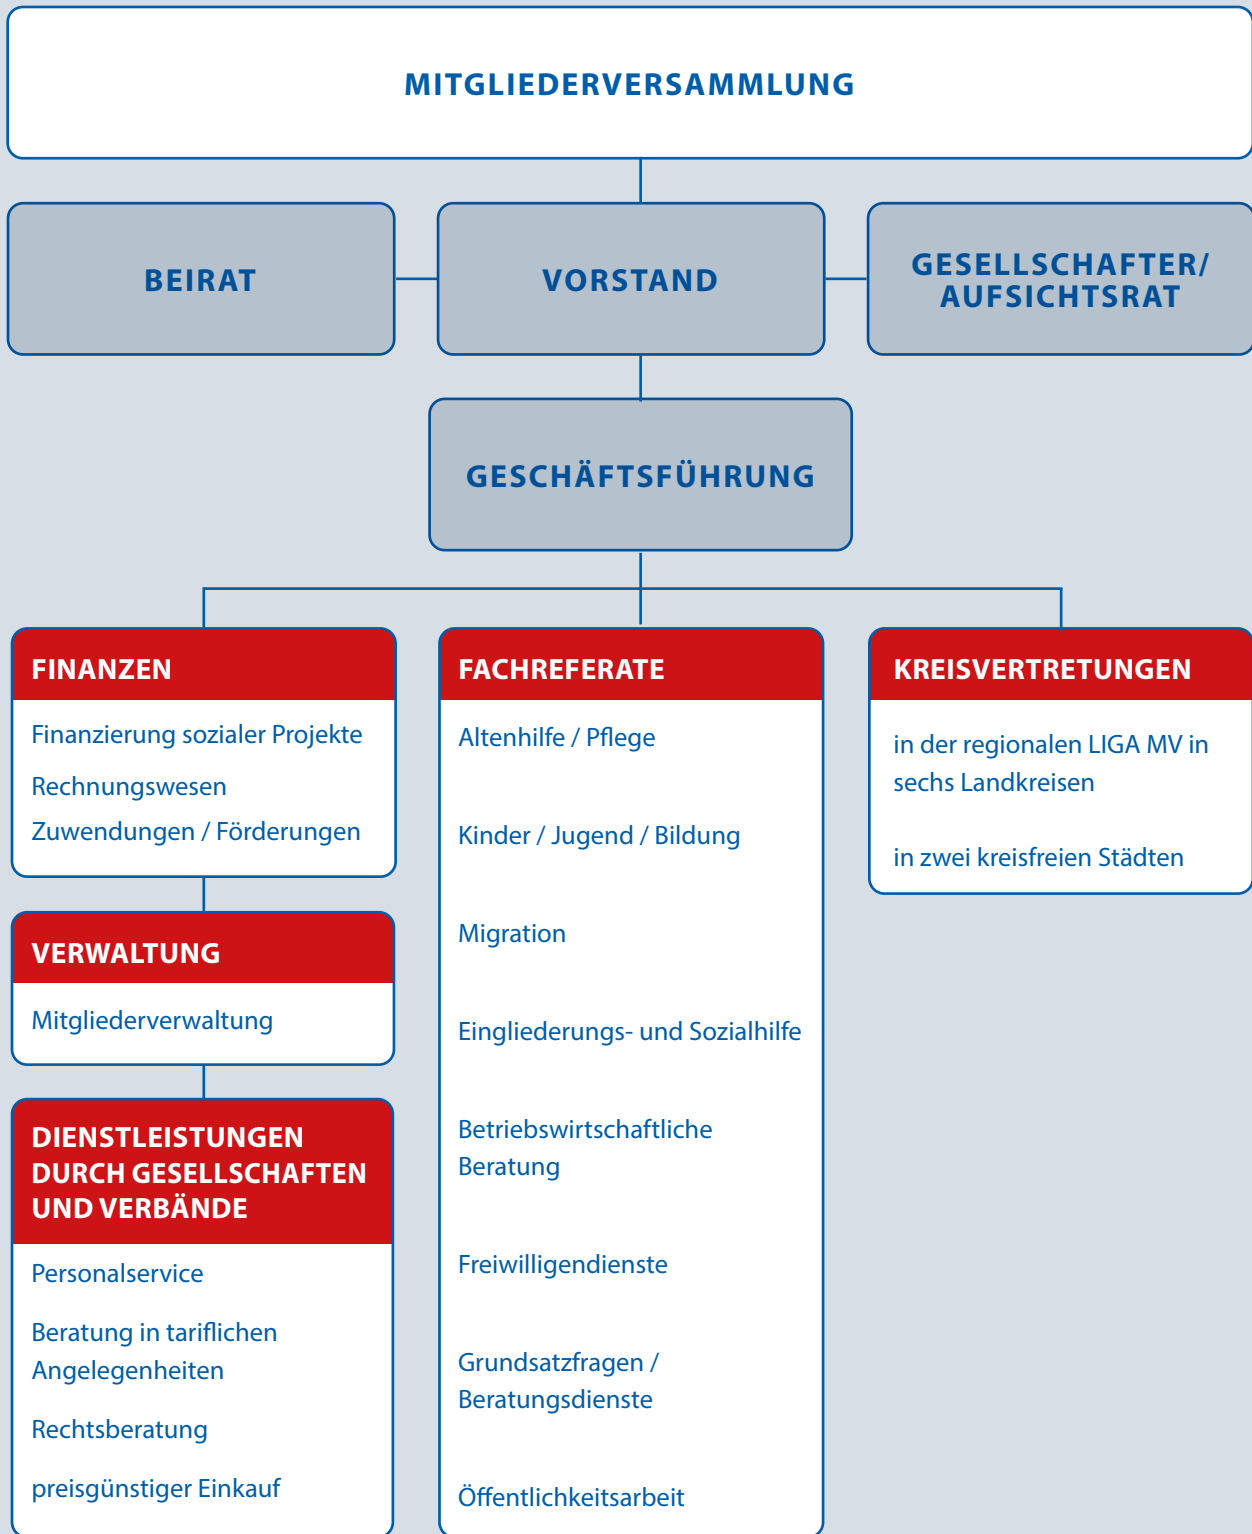 MITGLIEDERVERSAMMLUNG
BEIRAT
VORSTAND
GESELLSCHAFTER/
AUFSICHTSRAT
GESCHÄFTSFÜHRUNG
FINANZEN
Finanzierung sozialer Projekte
Rechnungswesen
Zuwendungen / Förderungen
VERWALTUNG
Mitgliederverwaltung
DIENSTLEISTUNGEN
DURCH GESELLSCHAFTEN
UND VERBÄNDE
Personalservice
Beratung in tariflichen
Angelegenheiten
Rechtsberatung
preisgünstiger Einkauf
FACHREFERATE
Altenhilfe / Pflege
Kinder / Jugend / Bildung
Migration
Eingliederungs- und Sozialhilfe
Betriebswirtschaftliche
Beratung
Freiwilligendienste
Grundsatzfragen /
Beratungsdienste
Öffentlichkeitsarbeit
KREISVERTRETUNGEN
in der regionalen LIGA MV in
sechs Landkreisen
in zwei kreisfreien Städten